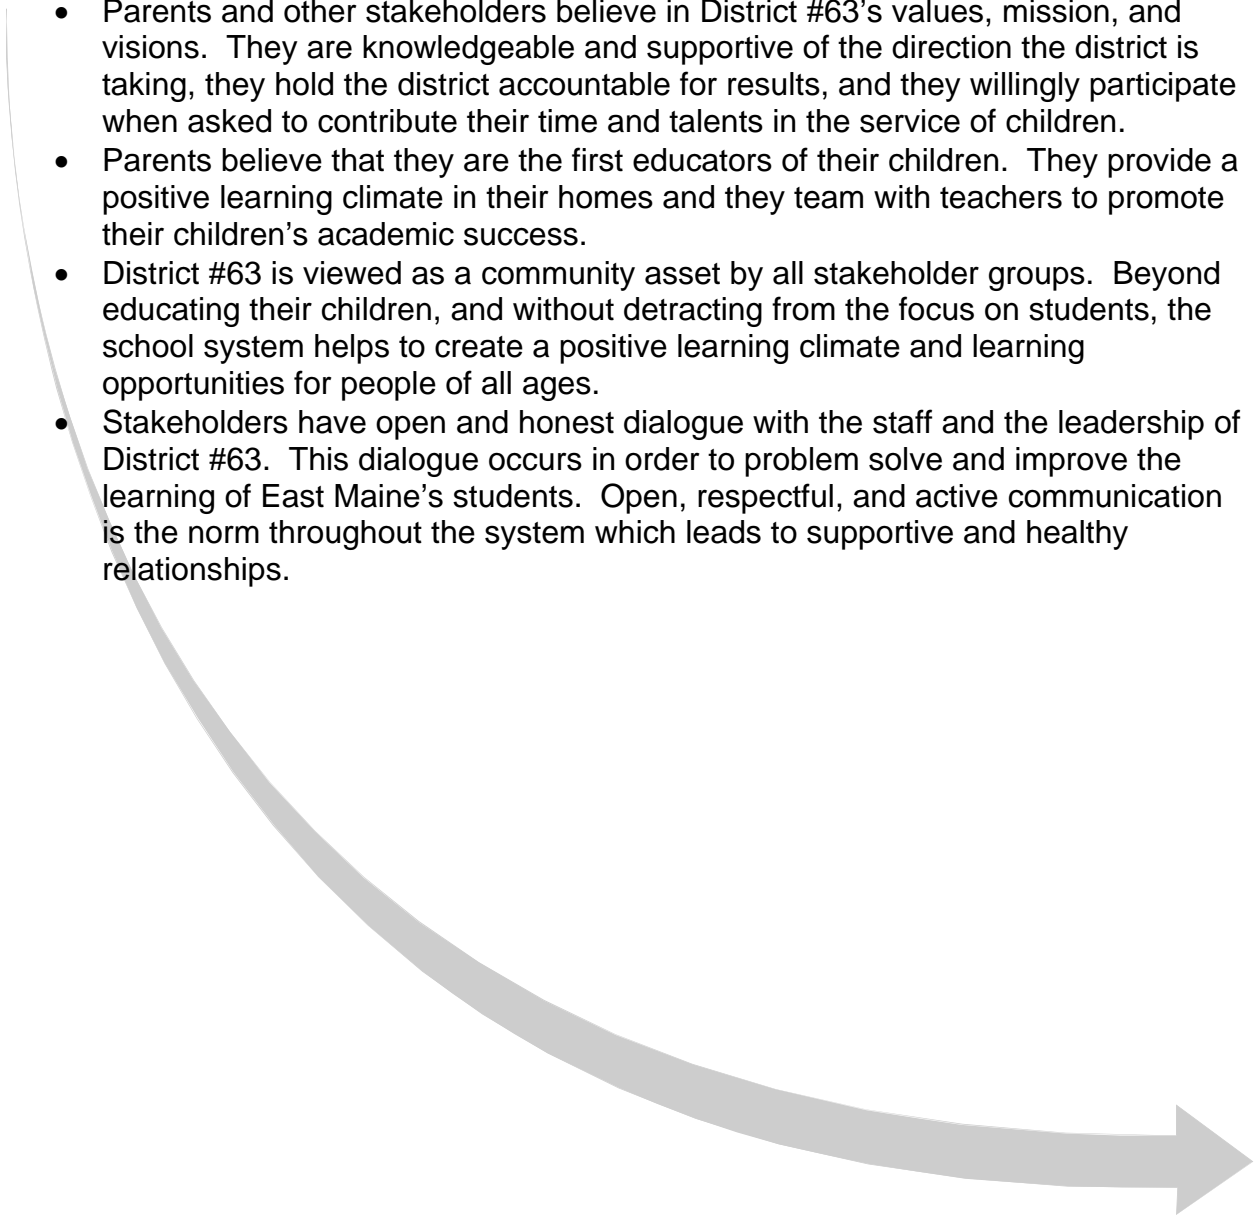 • Parents and other stakeholders believe in District #63’s values, mission, and
visions.  They are knowledgeable and supportive of the direction the district is
taking, they hold the district accountable for results, and they willingly participate
when asked to contribute their time and talents in the service of children.
• Parents believe that they are the first educators of their children.  They provide a
positive learning climate in their homes and they team with teachers to promote
their children’s academic success.
• District #63 is viewed as a community asset by all stakeholder groups.  Beyond
educating their children, and without detracting from the focus on students, the
school system helps to create a positive learning climate and learning
opportunities for people of all ages.
• Stakeholders have open and honest dialogue with the staff and the leadership of
District #63.  This dialogue occurs in order to problem solve and improve the
learning of East Maine’s students.  Open, respectful, and active communication
is the norm throughout the system which leads to supportive and healthy
relationships.